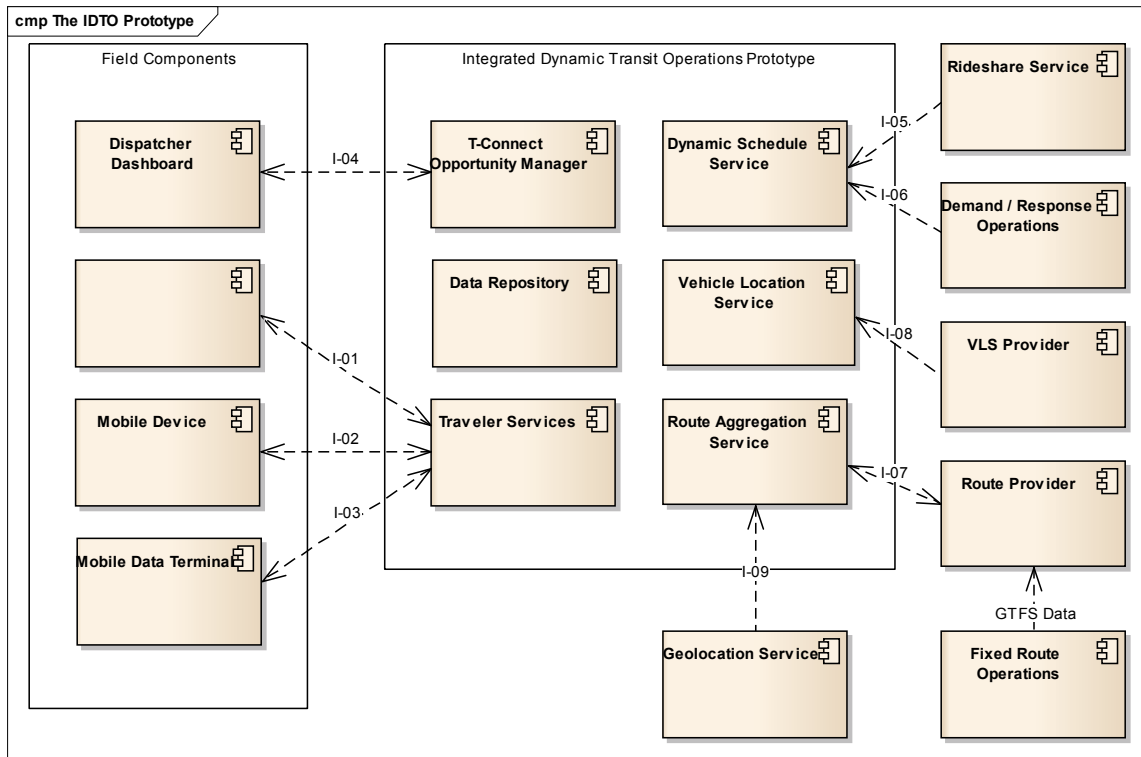 cmp The IDTO Prototype
Field Components
Integrated Dynamic Transit Operations Prototype
Rideshare Service
Dispatcher
Dashboard
I-04
T-Connect
Opportunity Manager
Dynamic Schedule
Service
I-05
I-06
Demand / Response
Operations
Data Repository
Vehicle Location
Service
I-08
VLS Provider
I-01
Mobile Device
I-02
Traveler Services
Route Aggregation
Service
I-07
Route Provider
I-03
Mobile Data Terminal
I-09
GTFS Data
Geolocation Service
Fixed Route
Operations